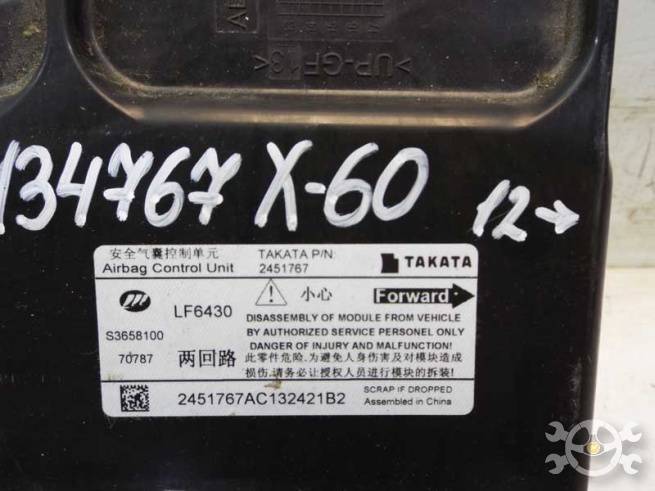 >UP-GF13<
134767 X-60 12→
安全气囊控制单元 TAKATA P/N:
Airbag Control Unit 2451767
TAKATA
LF6430
S3658100
70787
两回路
小心
Forward
DISASSEMBLY OF MODULE FROM VEHICLE
BY AUTHORIZED SERVICE PERSONEL ONLY
DANGER OF INJURY AND MALFUNCTION!
此零件危险.为避免人身伤害及对模块造成
损伤.请务必让授权人员进行模块的拆装!
2451767AC132421B2
SCRAP IF DROPPED
Assembled in China